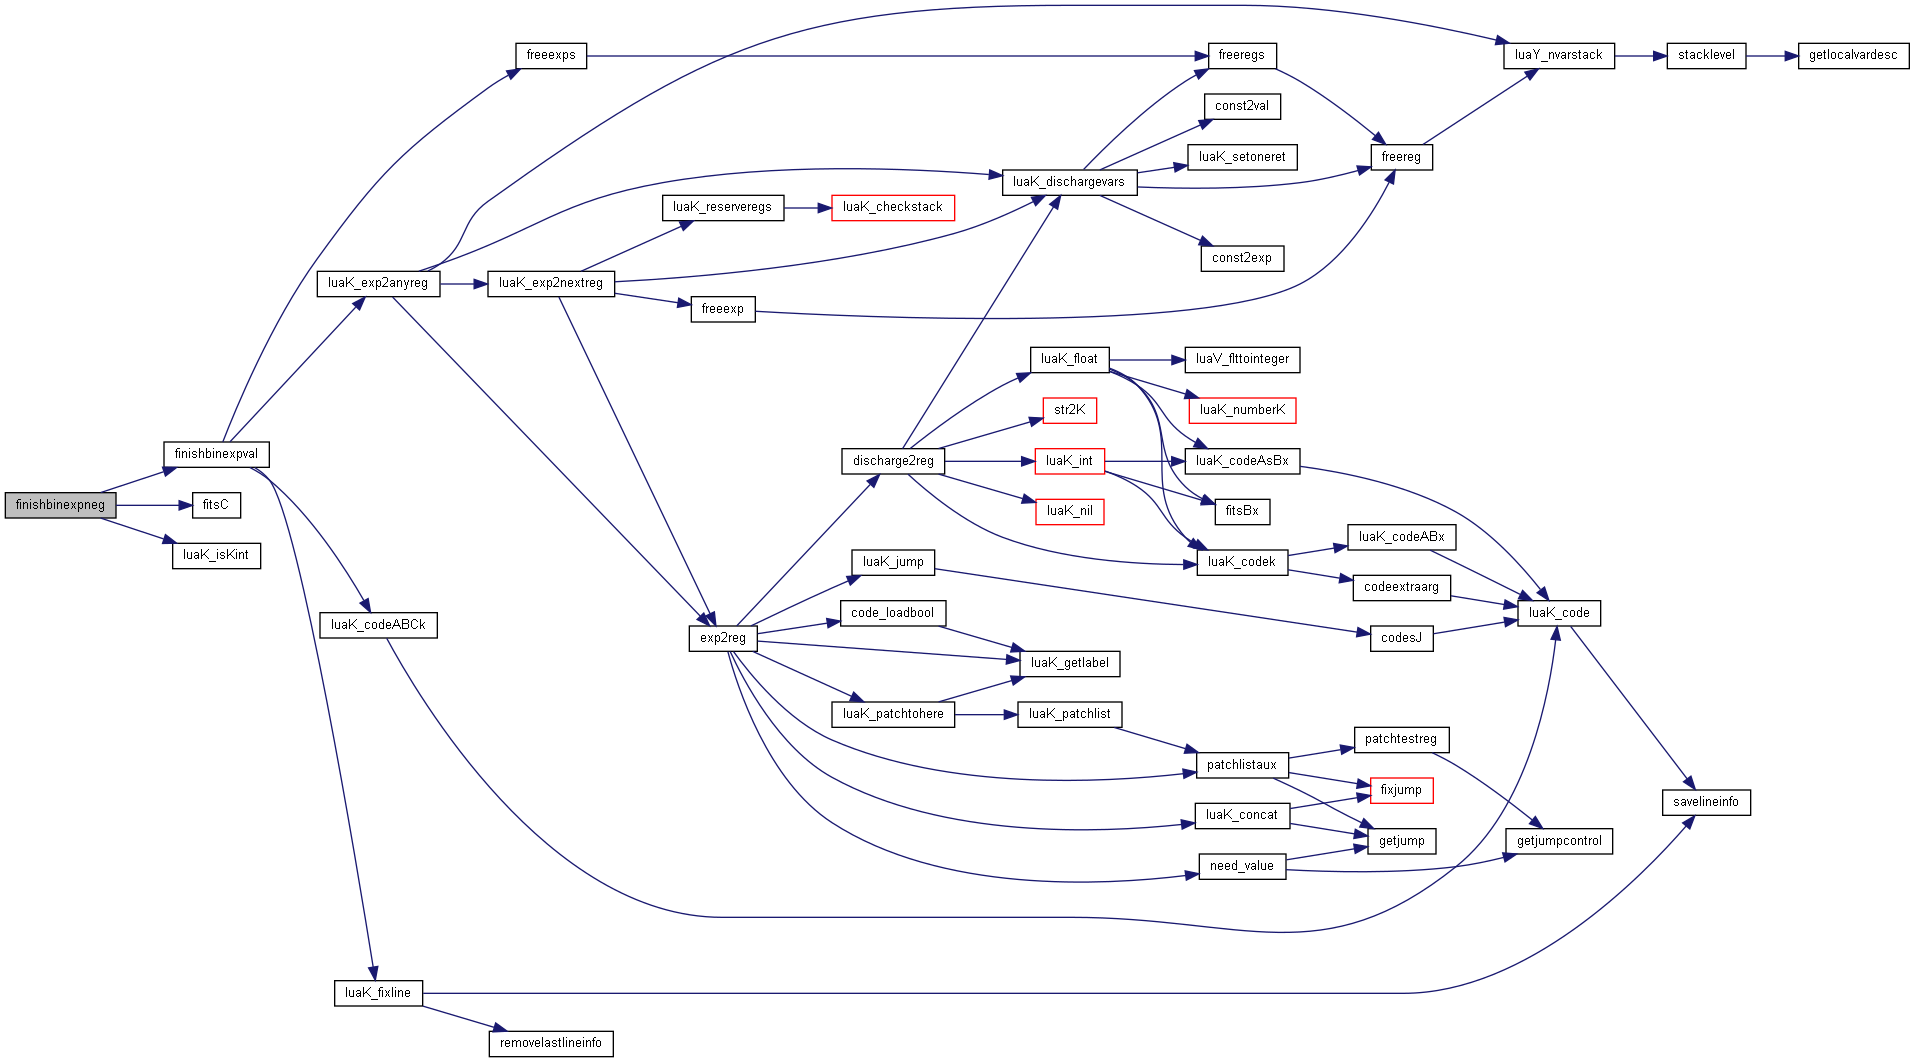 finishbinexpneg
finishbinexpval
fitsC
luaK_isKint
freeexps
luaK_exp2anyreg
luaK_codeABCk
luaK_fixline
luaK_exp2nextreg
removelastlineinfo
luaK_reserveregs
freeexp
exp2reg
luaK_checkstack
discharge2reg
luaK_jump
code_loadbool
luaK_patchtohere
luaK_dischargevars
luaK_float
str2K
luaK_int
luaK_nil
luaK_getlabel
luaK_patchlist
freeregs
const2val
luaK_setoneret
const2exp
luaV_flttointeger
luaK_numberK
luaK_codeAsBx
fitsBx
luaK_codek
patchlistaux
luaK_concat
need_value
freereg
luaK_codeABx
codeextraarg
codesJ
patchtestreg
fixjump
getjump
luaY_nvarstack
luaK_code
getjumpcontrol
stacklevel
savelineinfo
getlocalvardesc